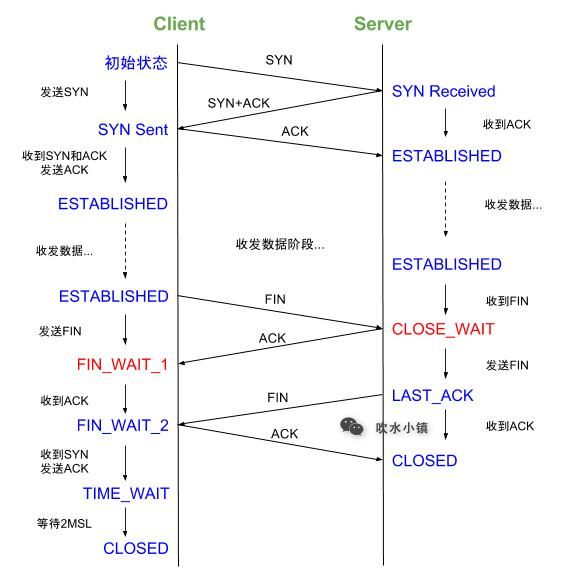 Client
Server
初始状态
SYN
发送SYN
SYN Received
SYN+ACK
SYN Sent
ACK
收到ACK
收到SYN和ACK
发送ACK
ESTABLISHED
ESTABLISHED
收发数据...
收发数据...
收发数据阶段...
ESTABLISHED
ESTABLISHED
FIN
收到FIN
发送FIN
CLOSE_WAIT
ACK
FIN_WAIT_1
发送FIN
收到ACK
FIN
LAST_ACK
FIN_WAIT_2
吹水小镇
收到ACK
ACK
收到SYN
发送ACK
CLOSED
TIME_WAIT
等待2MSL
CLOSED